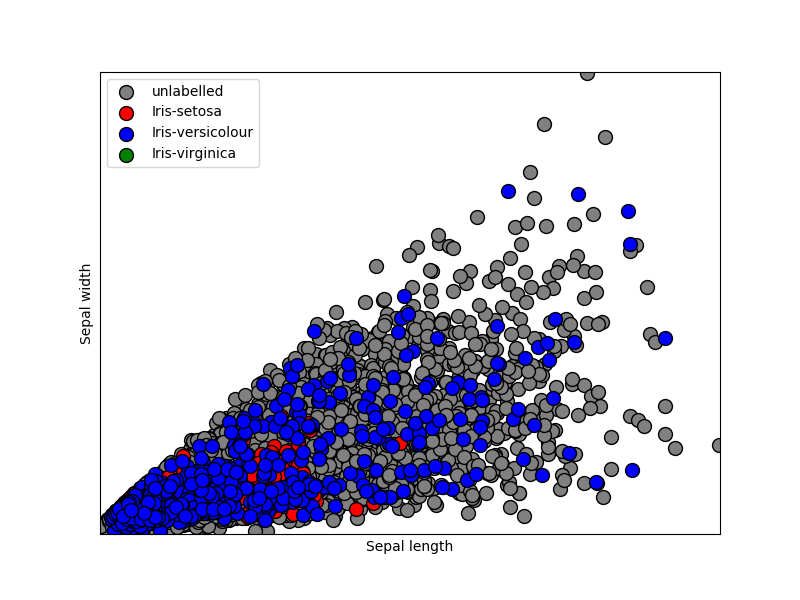 unlabelled
Iris-setosa
Iris-versicolour
Iris-virginica
Sepal width
Sepal length